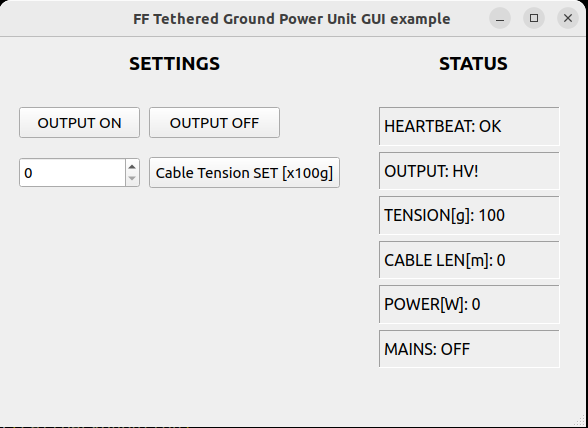 FF Tethered Ground Power Unit GUI example
SETTINGS
STATUS
OUTPUT ON
OUTPUT OFF
0
Cable Tension SET [x100g]
HEARTBEAT: OK
OUTPUT: HV!
TENSION[g]: 100
CABLE LEN[m]: 0
POWER[W]: 0
MAINS: OFF